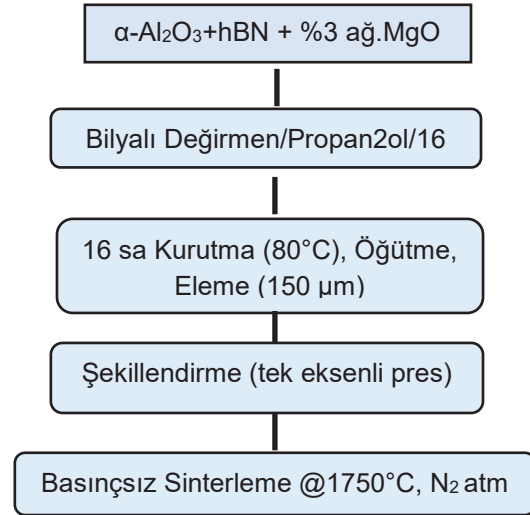 α-Al₂O₃+hBN + %3 ağ.MgO
Bilyalı Değirmen/Propan2ol/16
16 sa Kurutma (80°C), Öğütme,
Eleme (150 µm)
Şekillendirme (tek eksenli pres)
Basınçsız Sinterleme @1750°C, N₂ atm